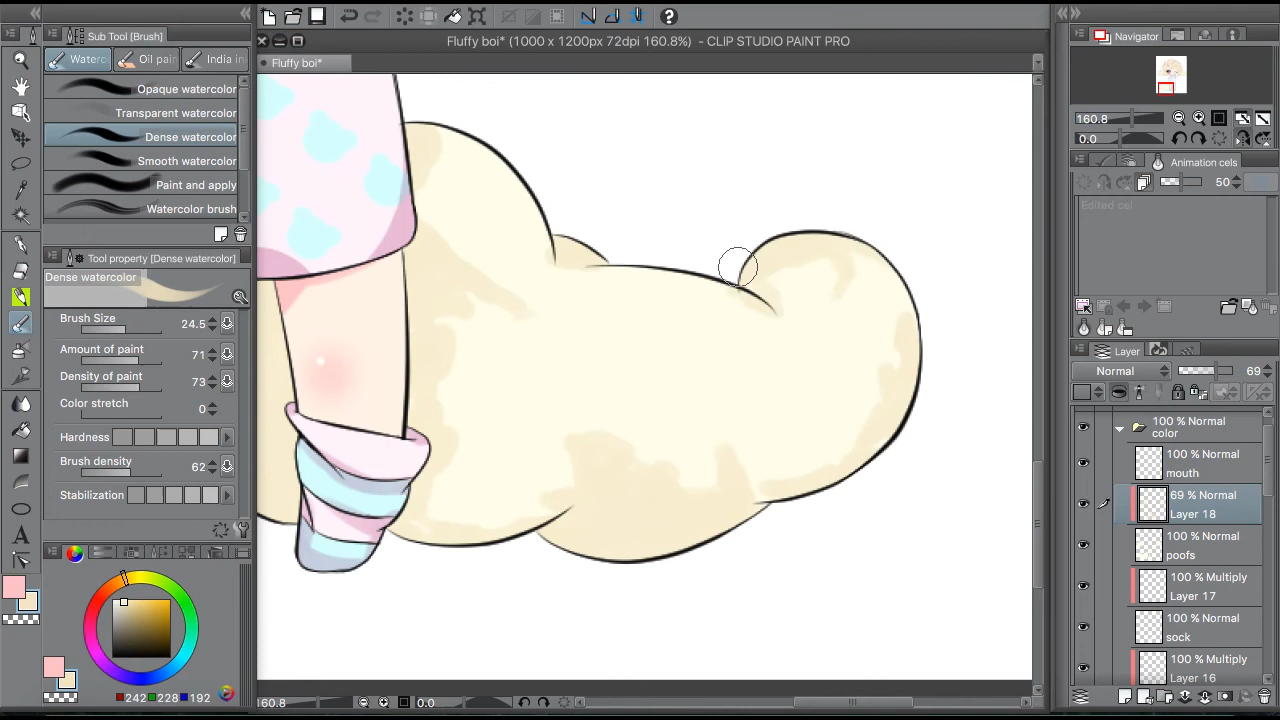 Sub Tool [Brush]
Waterc
Oil pain
India in
Opaque watercolor
Transparent watercolor
Dense watercolor
Smooth watercolor
Paint and apply
Watercolor brush
Tool property [Dense watercolor]
Dense watercolor
Brush Size 24.5
Amount of paint 71
Density of paint 73
Color stretch 0
Hardness
Brush density 62
Stabilization
242 228 192
Fluffy boi* (1000 x 1200px 72dpi 160.8%) - CLIP STUDIO PAINT PRO
Fluffy boi*
160.8 0.0
Navigator
160.8
0.0
Animation cels
50
Edited cel
Layer
Normal 69
100 % Normal
color
100 % Normal
mouth
69 % Normal
Layer 18
100 % Normal
poofs
100 % Multiply
Layer 17
100 % Normal
sock
100 % Multiply
Layer 16